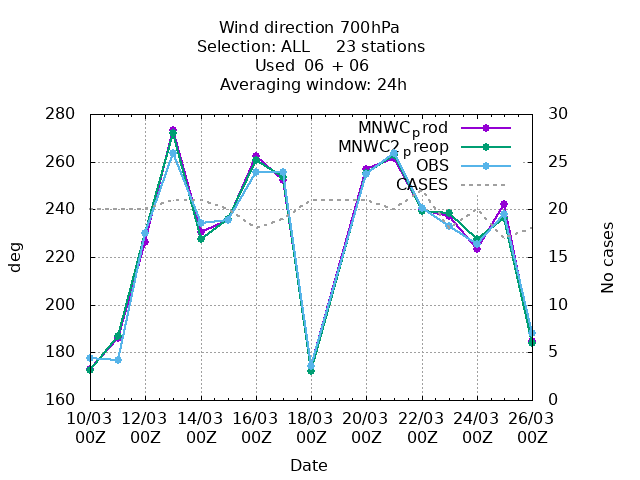 Wind direction 700hPa
Selection: ALL 23 stations
Used 06 + 06
Averaging window: 24h
280 30
MNWCprod
MNWC2preop
260 25
OBS
CASES
240 20
deg
220 15
No cases
200 10
180 5
160 0
10/03 12/03 14/03 16/03 18/03 20/03 22/03 24/03 26/03
00Z 00Z 00Z 00Z 00Z 00Z 00Z 00Z 00Z
Date